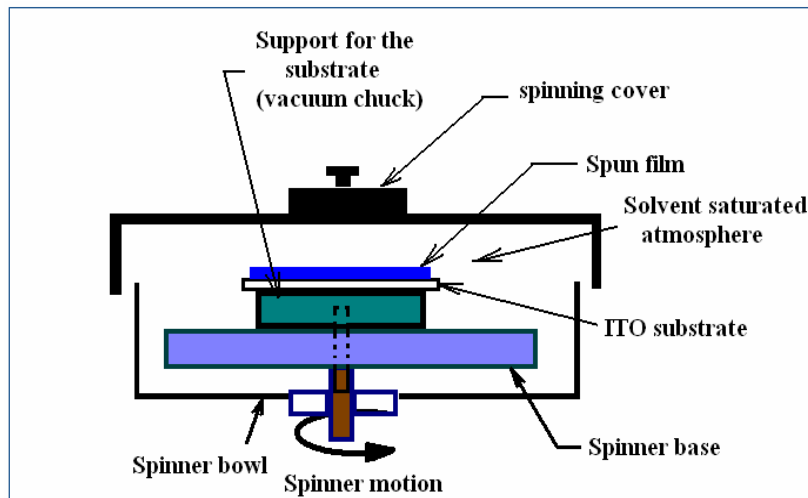 Support for the
substrate
(vacuum chuck)
spinning cover
Spun film
Solvent saturated
atmosphere
ITO substrate
Spinner base
Spinner bowl
Spinner motion